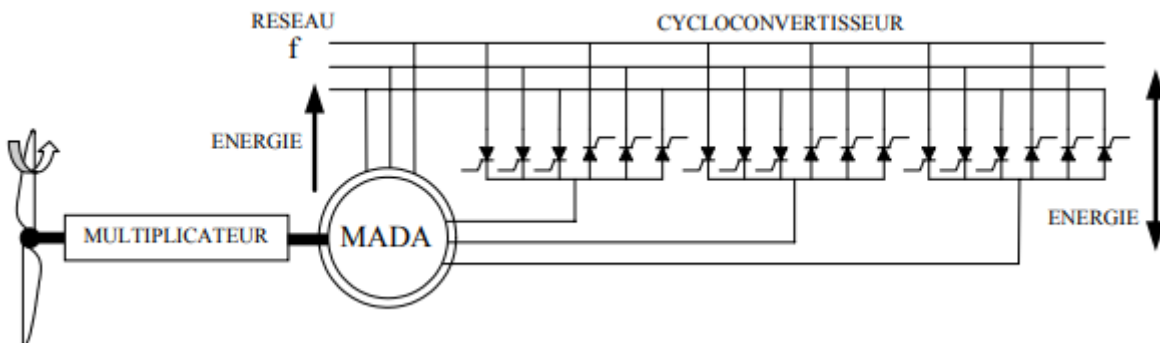 RESEAU
f
CYCLOCONVERTISSEUR
ENERGIE
MULTIPLICATEUR
MADA
ENERGIE